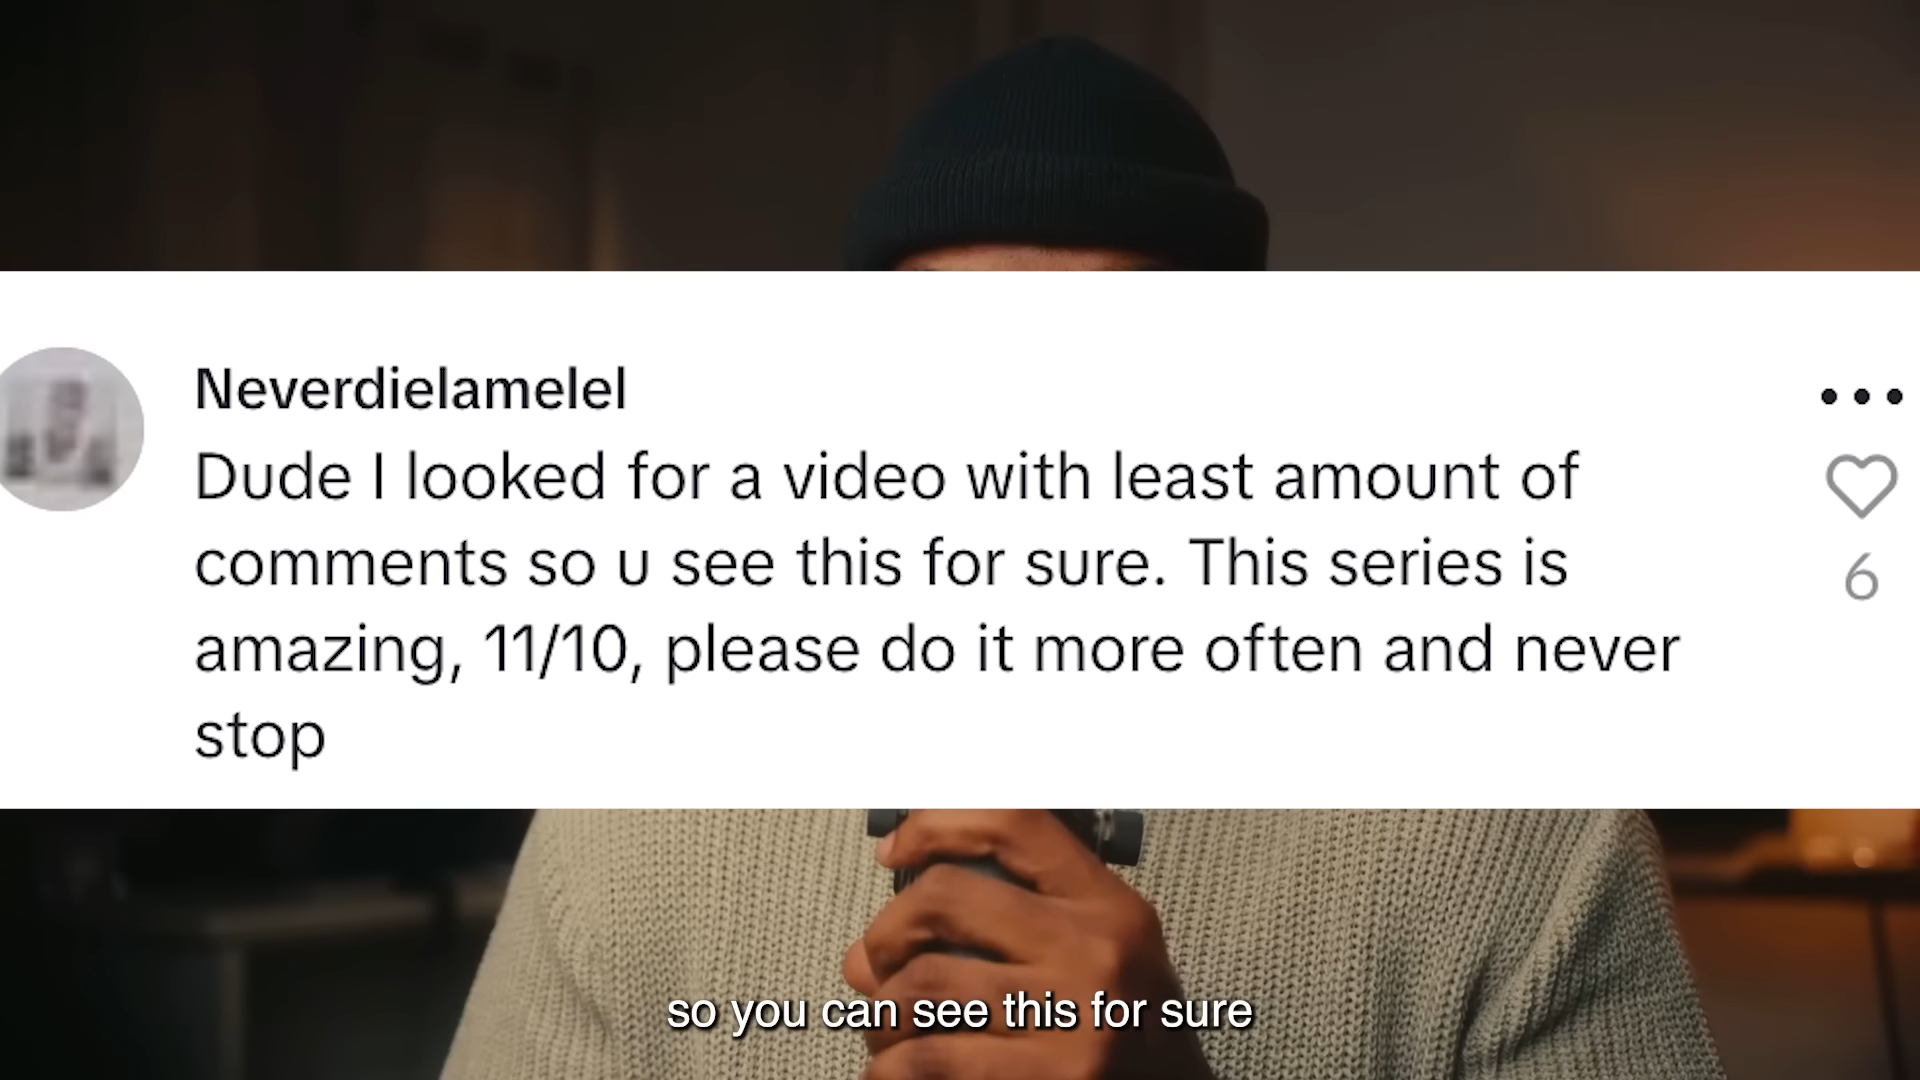 Neverdielamelel
Dude I looked for a video with least amount of
comments so u see this for sure. This series is
amazing, 11/10, please do it more often and never
stop
6
so you can see this for sure